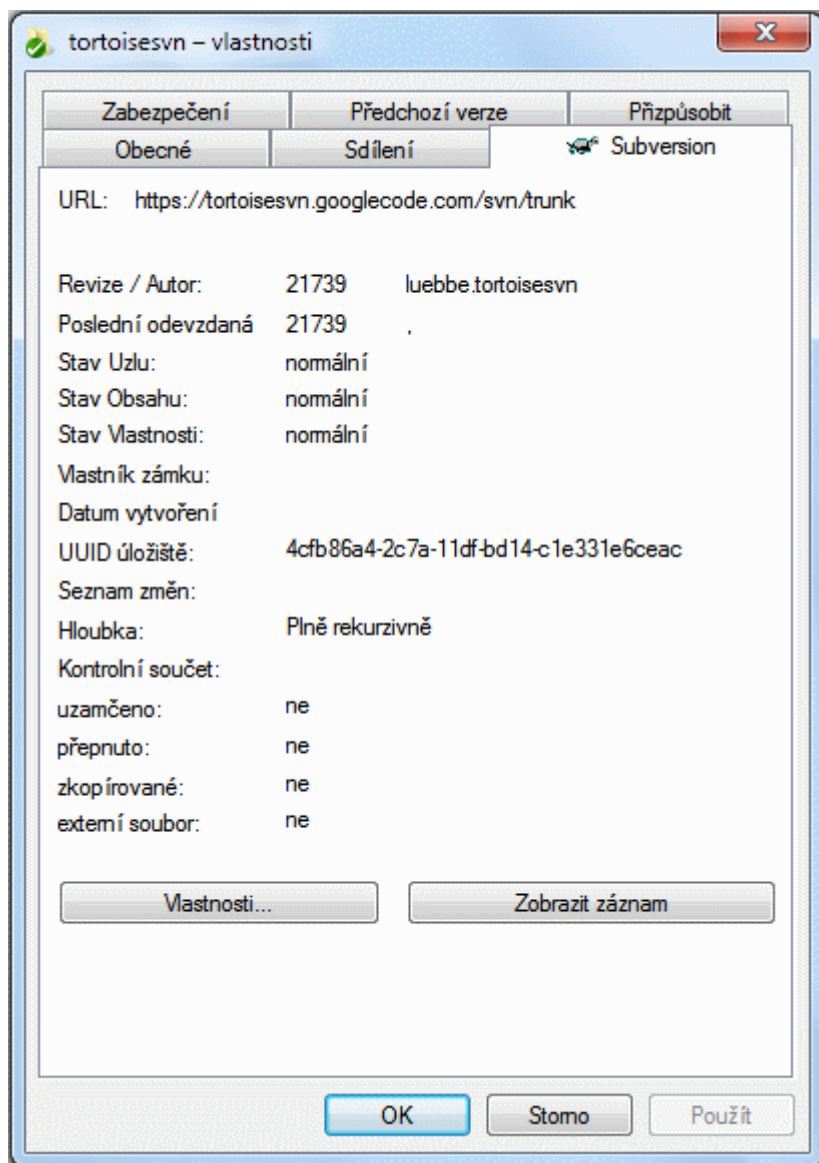 tortoisesvn – vlastnosti
Zabezpečení Předchozí verze Přizpůsobit
Obecné Sdílení Subversion
URL: https://tortoisesvn.googlecode.com/svn/trunk
Revize / Autor: 21739 luebbe.tortoisesvn
Poslední odevzdaná 21739 ,
Stav Uzlu: normální
Stav Obsahu: normální
Stav Vlastnosti: normální
Vlastník zámku:
Datum vytvoření
UUID úložiště: 4cfb86a4-2c7a-11df-bd14-c1e331e6ceac
Seznam změn:
Hloubka: Plně rekurzivně
Kontrolní součet:
uzamčeno: ne
přepnuto: ne
zkopírované: ne
externí soubor: ne
Vlastnosti... Zobrazit záznam
OK Storno Použít